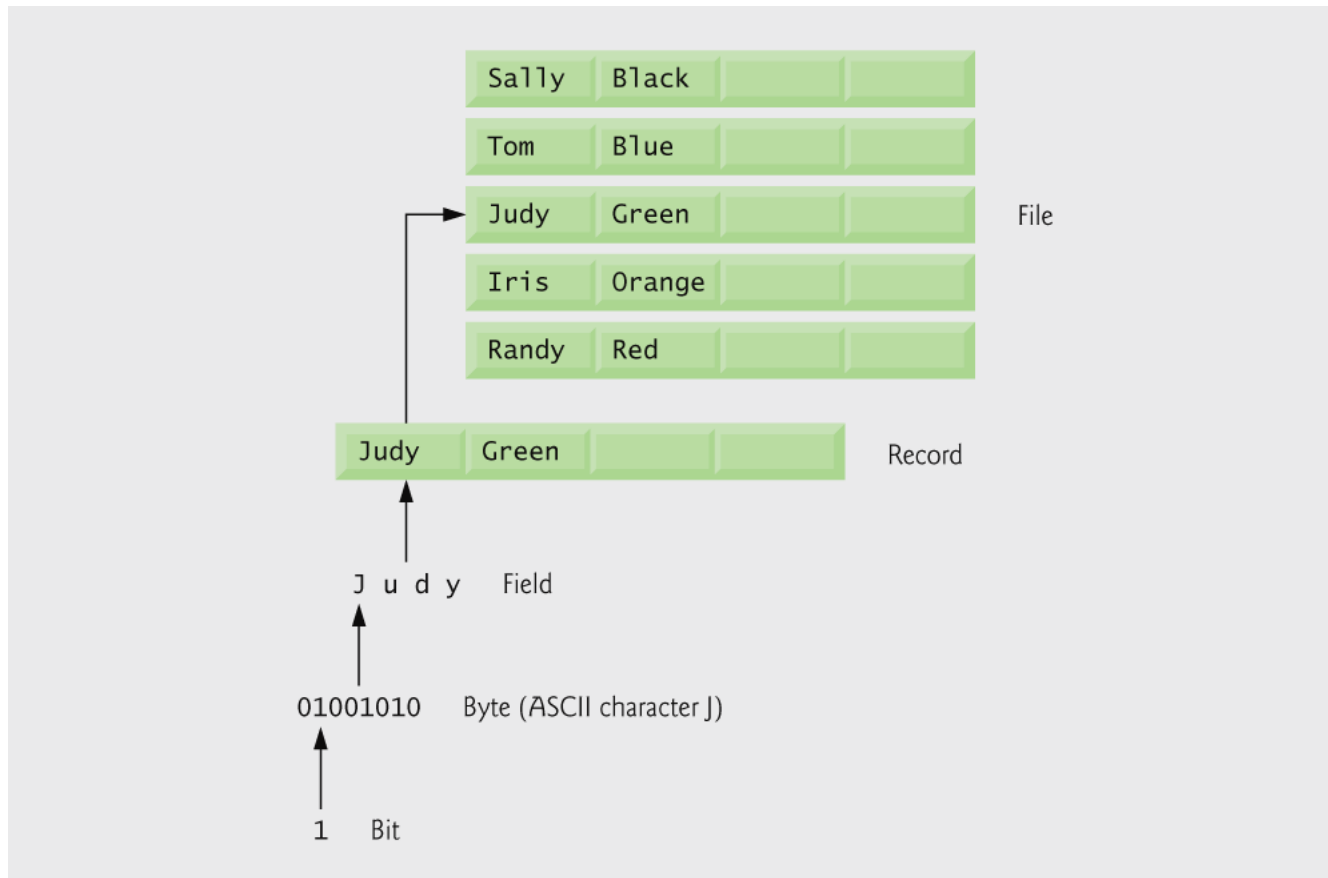 Sally Black
Tom Blue
Judy Green File
Iris Orange
Randy Red
Judy Green Record
J u d y Field
01001010 Byte (ASCII character J)
1 Bit